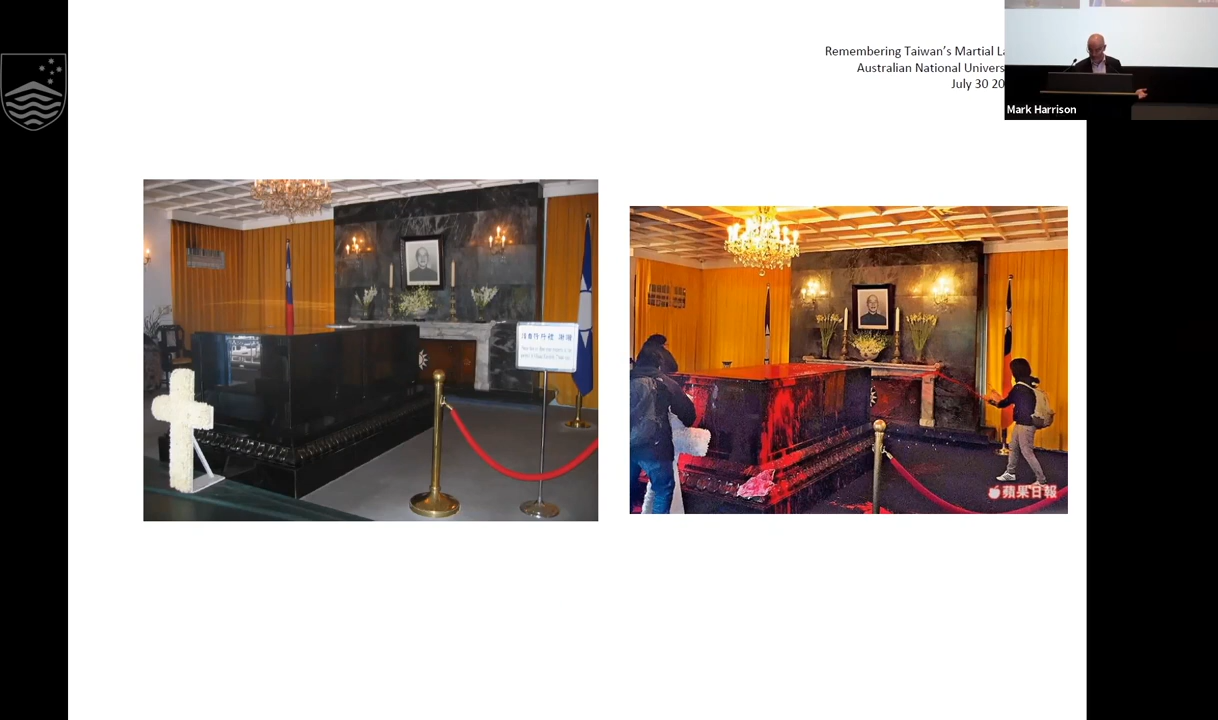 Remembering Taiwan's Martial La
Australian National Univers
July 30 20
Mark Harrison
蘋果日報